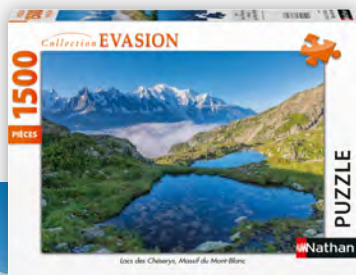 Collection EVASION
1500
PIÈCES
PUZZLE
Nathan
Lacs des Chéserys, Massif du Mont-Blanc